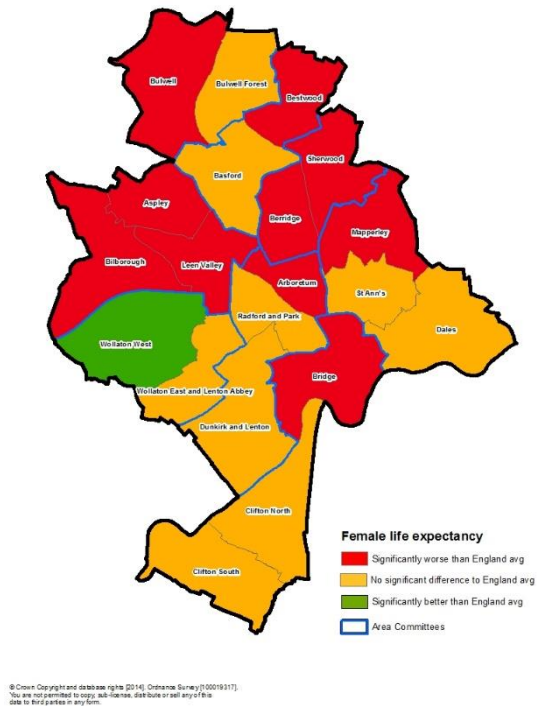 Bulwell
Bulwell Forest
Bestwood
Sherwood
Basford
Aspley
Berridge
Mapperley
Bilborough
Leen Valley
Arboretum
St Ann's
Radford and Park
Dales
Wollaton West
Bridge
Wollaton East and Lenton Abbey
Dunkirk and Lenton
Clifton North
Clifton South
Female life expectancy
Significantly worse than England avg
No significant difference to England avg
Significantly better than England avg
Area Committees
© Crown Copyright and database rights [2014]. Ordnance Survey [100019317].
You are not permitted to copy, sub-license, distribute or sell any of this
data to third parties in any form.